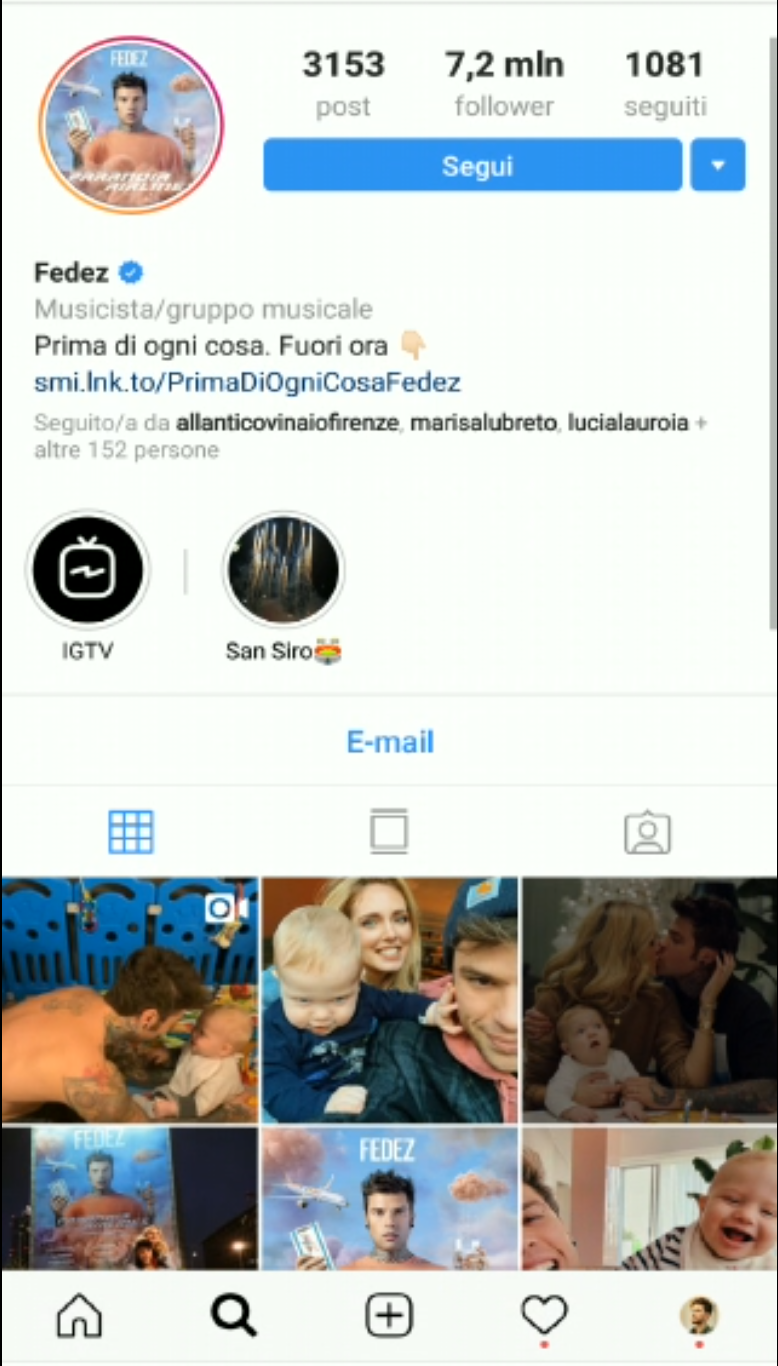 FEDEZ
PARANOIA
AIRLINES
3153 7,2 mln 1081
post follower seguiti
Segui
Fedez
Musicista/gruppo musicale
Prima di ogni cosa. Fuori ora 👇🏻
smi.lnk.to/PrimaDiOgniCosaFedez
Seguito/a da allanticovinaiofirenze, marisalubreto, lucialauroia +
altre 152 persone
IGTV San Siro
E-mail
FEDEZ
FEDEZ